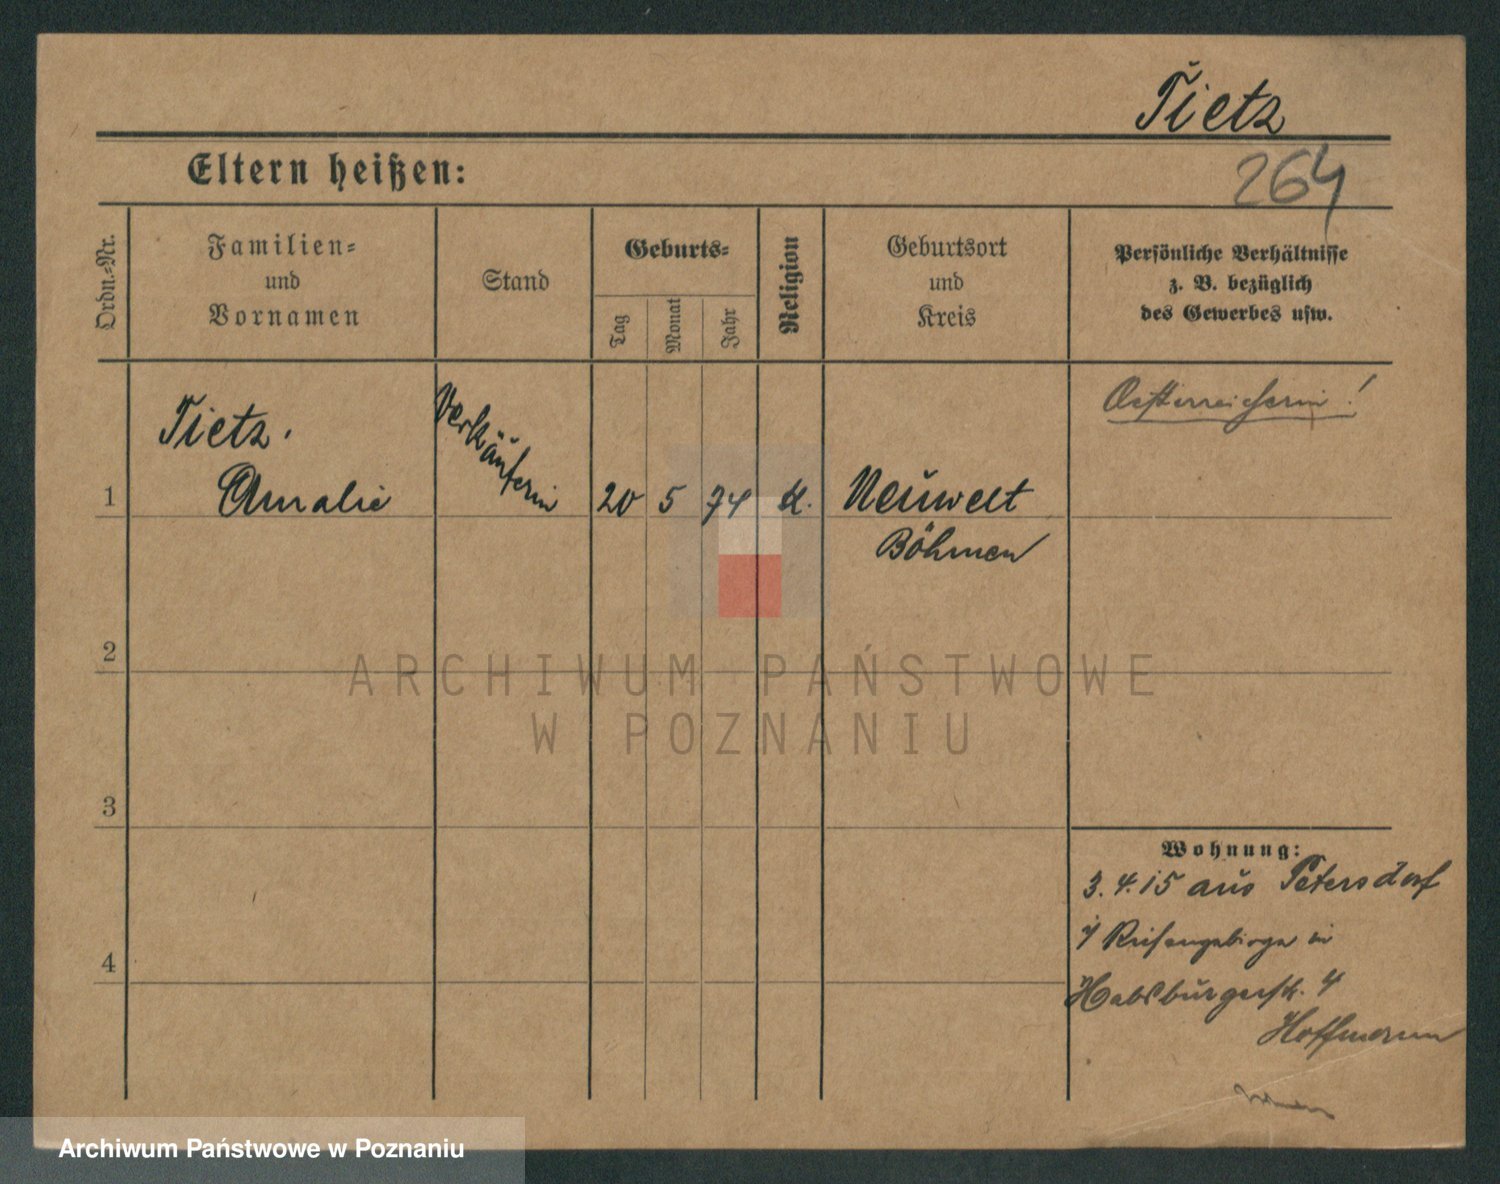 Tietz
264
Eltern heißen:
Ordn.-Nr.
Familien-
und
Vornamen
Stand
Geburts-
Tag
Monat
Jahr
Religion
Geburtsort
und
Kreis
Persönliche Verhältnisse
z. B. bezüglich
des Gewerbes usw.
1
Tietz.
Amalie
Verkäuferin
20
5
74
k.
Neuwelt
Böhmen
Oesterreicherin!
2
3
4
Wohnung:
3.4.15 aus Petersdorf
i/ Riesengebirge in
Habsburgerstr. 4
Hoffmann
ARCHIWUM PAŃSTWOWE
W POZNANIU
Archiwum Państwowe w Poznaniu